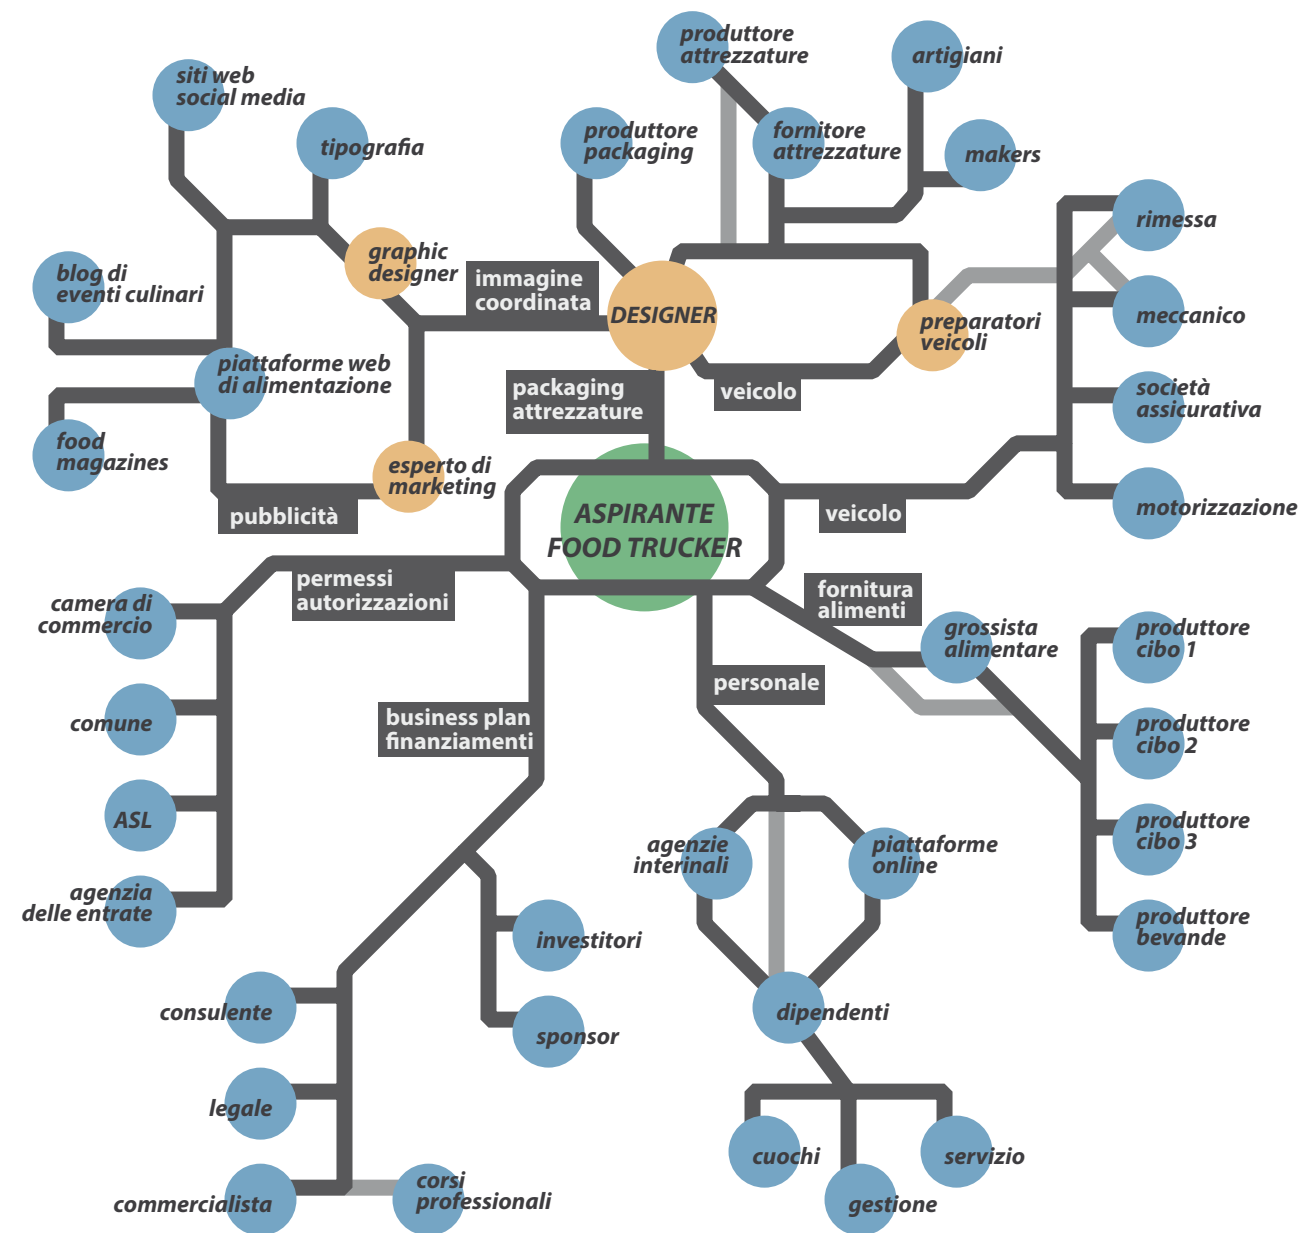 siti web
social media
tipografia
blog di
eventi culinari
graphic
designer
piattaforme web
di alimentazione
food
magazines
esperto di
marketing
pubblicità
immagine
coordinata
DESIGNER
produttore
packaging
produttore
attrezzature
fornitore
attrezzature
artigiani
makers
preparatori
veicoli
veicolo
packaging
attrezzature
rimessa
meccanico
società
assicurativa
motorizzazione
veicolo
ASPIRANTE
FOOD TRUCKER
permessi
autorizzazioni
camera di
commercio
comune
ASL
agenzia
delle entrate
business plan
finanziamenti
investitori
sponsor
consulente
legale
commercialista
corsi
professionali
personale
agenzie
interinali
piattaforme
online
dipendenti
cuochi
gestione
servizio
fornitura
alimenti
grossista
alimentare
produttore
cibo 1
produttore
cibo 2
produttore
cibo 3
produttore
bevande